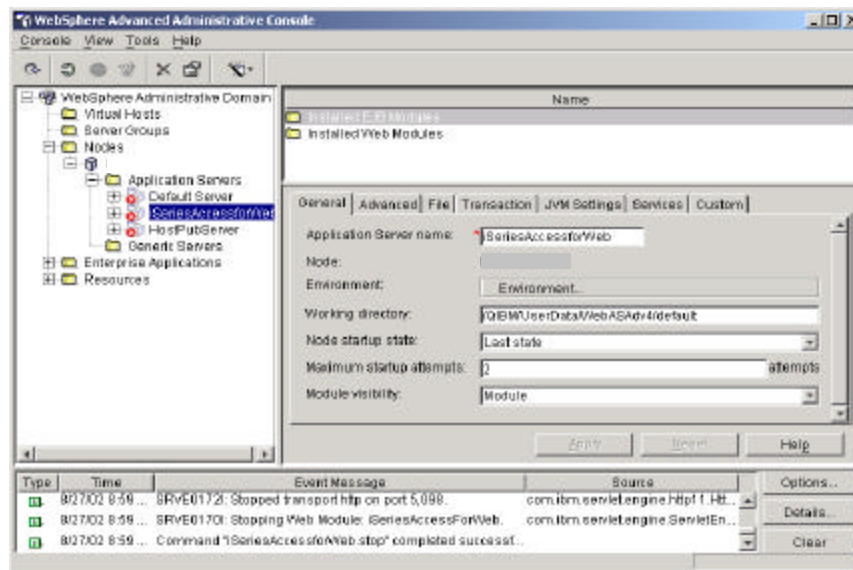 WebSphere Advanced Administrative Console
Console View Tools Help
WebSphere Administrative Domain
Virtual Hosts
Server Groups
Nodes
Application Servers
Default Server
iSeriesAccessforWeb
HostPubServer
Generic Servers
Enterprise Applications
Resources
Name
Installed EJB Modules
Installed Web Modules
General Advanced File Transaction JVM Settings Services Custom
Application Server name: *iSeriesAccessforWeb
Node:
Environment: Environment...
Working directory: /QIBM/UserData/WebASAdv4/default
Node startup state: Last state
Maximum startup attempts: 2 attempts
Module visibility: Module
Apply Reset Help
Type Time Event Message Source Options...
8/27/02 8:59 ... SRVE0172I: Stopped transport http on port 5,098. com.ibm.servlet.engine.http11.Htt...
8/27/02 8:59 ... SRVE0170I: Stopping Web Module: iSeriesAccessForWeb. com.ibm.servlet.engine.ServletEn...
Details...
8/27/02 8:59 ... Command "iSeriesAccessforWeb.stop" completed successf...
Clear